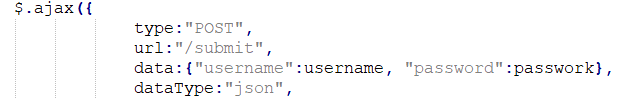 $.ajax({
type:"POST",
url:"/submit",
data:{"username":username, "password":passwork},
dataType:"json",